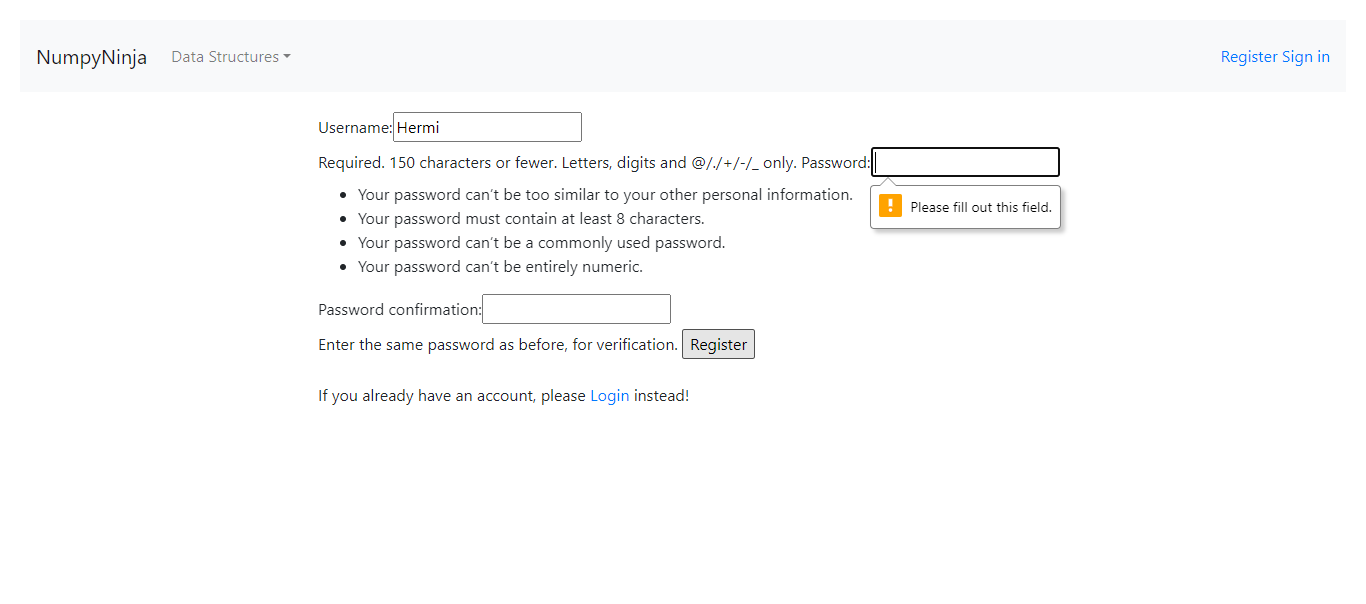 NumpyNinja Data Structures Register Sign in
Username: Hermi
Required. 150 characters or fewer. Letters, digits and @/./+/-/_ only. Password:
Please fill out this field.
Your password can't be too similar to your other personal information.
Your password must contain at least 8 characters.
Your password can't be a commonly used password.
Your password can't be entirely numeric.
Password confirmation:
Enter the same password as before, for verification. Register
If you already have an account, please Login instead!